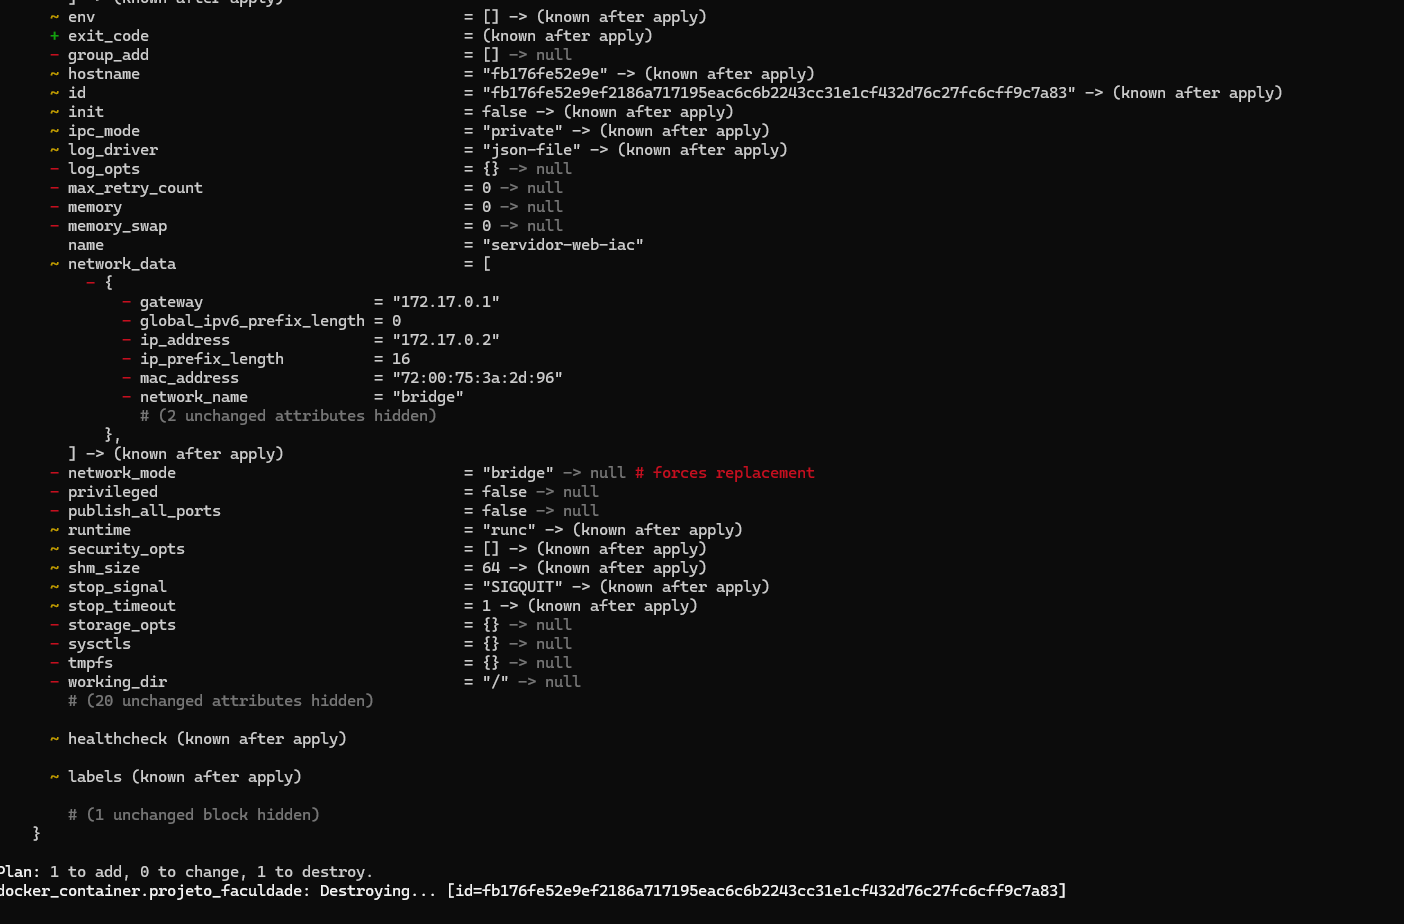 ] -> (known after apply)
~ env = [] -> (known after apply)
+ exit_code = (known after apply)
- group_add = [] -> null
~ hostname = "fb176fe52e9e" -> (known after apply)
~ id = "fb176fe52e9ef2186a717195eac6c6b2243cc31e1cf432d76c27fc6cff9c7a83" -> (known after apply)
~ init = false -> (known after apply)
~ ipc_mode = "private" -> (known after apply)
~ log_driver = "json-file" -> (known after apply)
- log_opts = {} -> null
- max_retry_count = 0 -> null
- memory = 0 -> null
- memory_swap = 0 -> null
name = "servidor-web-iac"
~ network_data = [
- {
- gateway = "172.17.0.1"
- global_ipv6_prefix_length = 0
- ip_address = "172.17.0.2"
- ip_prefix_length = 16
- mac_address = "72:00:75:3a:2d:96"
- network_name = "bridge"
# (2 unchanged attributes hidden)
},
] -> (known after apply)
- network_mode = "bridge" -> null # forces replacement
- privileged = false -> null
- publish_all_ports = false -> null
~ runtime = "runc" -> (known after apply)
~ security_opts = [] -> (known after apply)
~ shm_size = 64 -> (known after apply)
~ stop_signal = "SIGQUIT" -> (known after apply)
~ stop_timeout = 1 -> (known after apply)
- storage_opts = {} -> null
- sysctls = {} -> null
- tmpfs = {} -> null
- working_dir = "/" -> null
# (20 unchanged attributes hidden)
~ healthcheck (known after apply)
~ labels (known after apply)
# (1 unchanged block hidden)
}
Plan: 1 to add, 0 to change, 1 to destroy.
docker_container.projeto_faculdade: Destroying... [id=fb176fe52e9ef2186a717195eac6c6b2243cc31e1cf432d76c27fc6cff9c7a83]